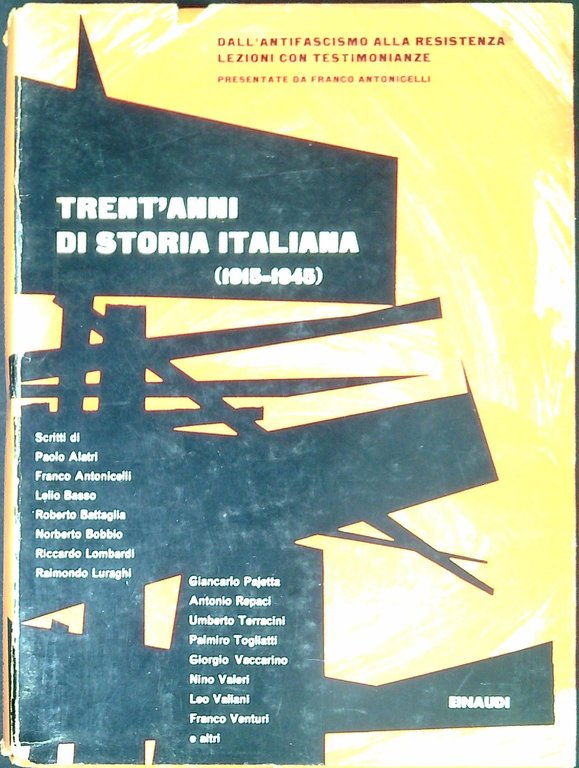 DALL'ANTIFASCISMO ALLA RESISTENZA
LEZIONI CON TESTIMONIANZE
PRESENTATE DA FRANCO ANTONICELLI
TRENT'ANNI
DI STORIA ITALIANA
(1915-1945)
Scritti di
Paolo Alatri
Franco Antonicelli
Lelio Basso
Roberto Battaglia
Norberto Bobbio
Riccardo Lombardi
Raimondo Luraghi
Giancarlo Pajetta
Antonio Repaci
Umberto Terracini
Palmiro Togliatti
Giorgio Vaccarino
Nino Valeri
Leo Valiani
Franco Venturi
e altri
EINAUDI